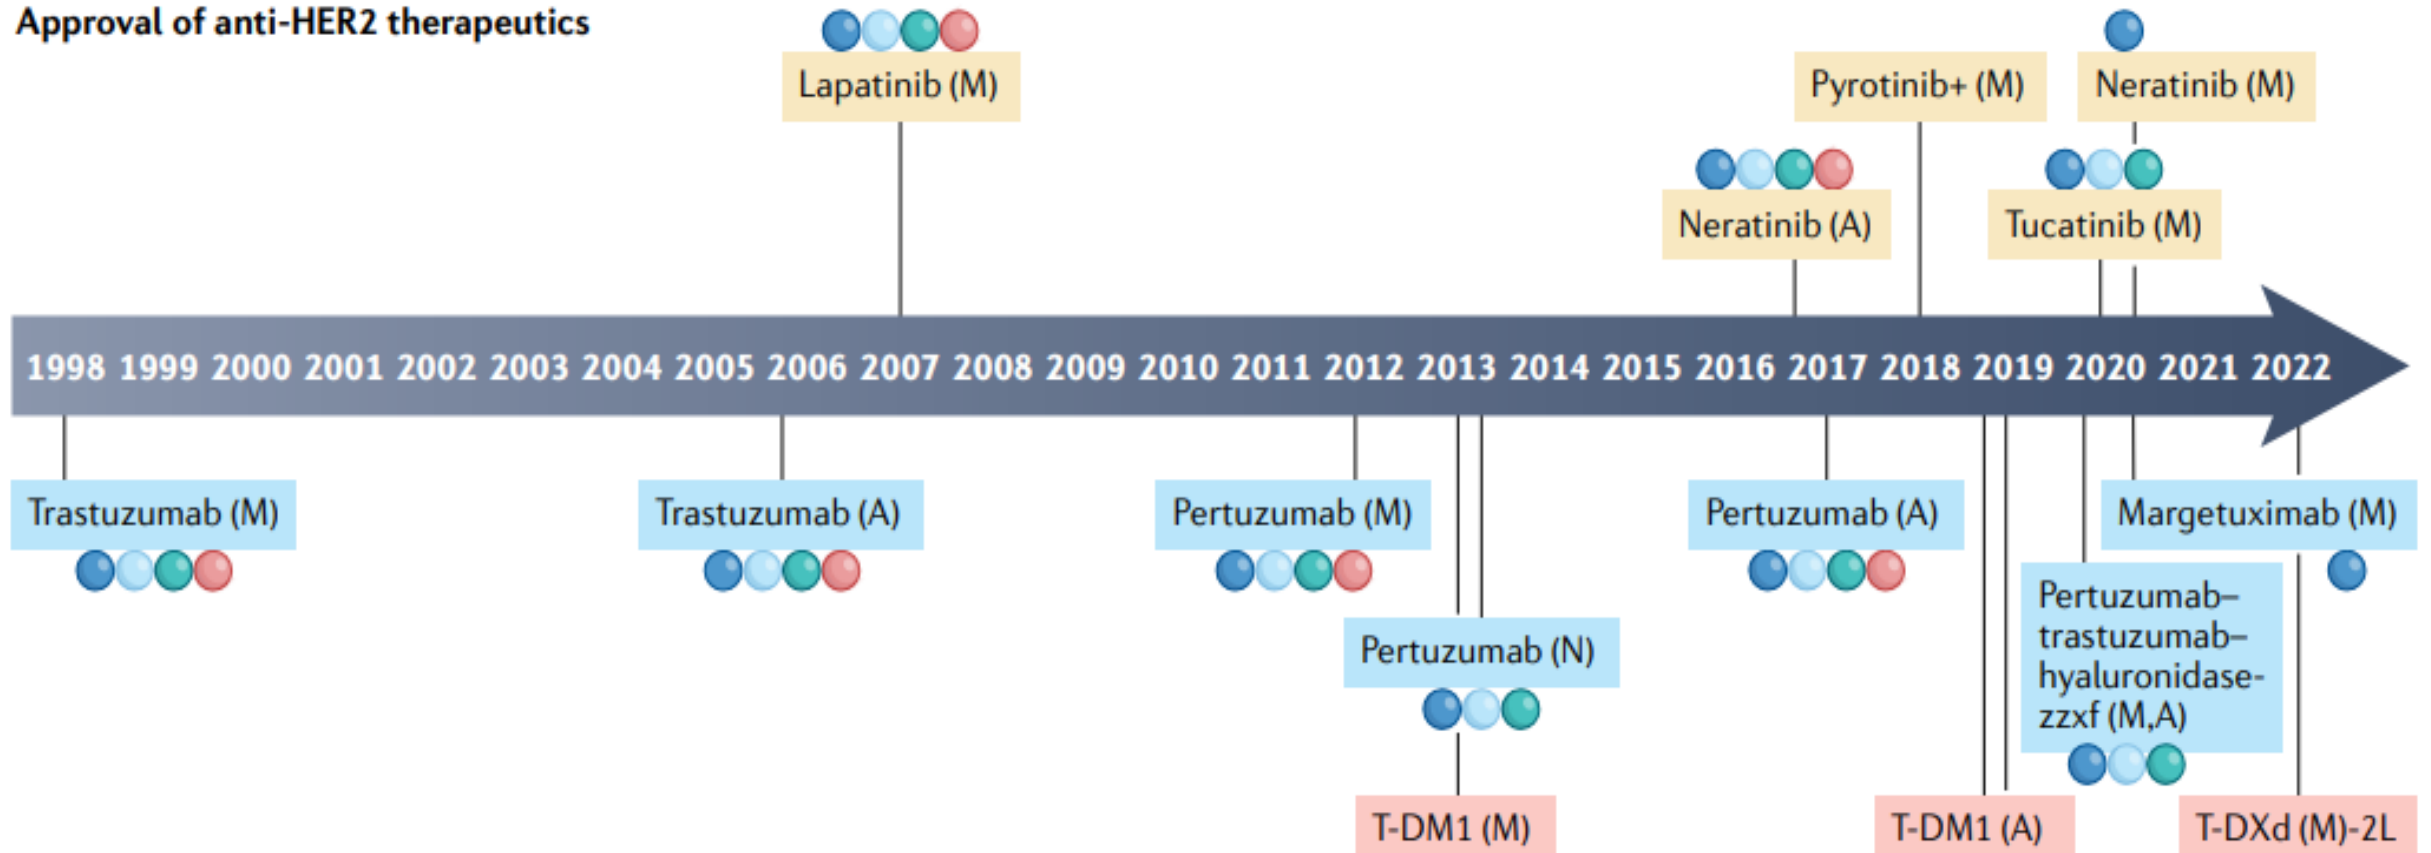 Approval of anti-HER2 therapeutics
Lapatinib (M)
Pyrotinib+ (M)
Neratinib (M)
Neratinib (A)
Tucatinib (M)
1998 1999 2000 2001 2002 2003 2004 2005 2006 2007 2008 2009 2010 2011 2012 2013 2014 2015 2016 2017 2018 2019 2020 2021 2022
Trastuzumab (M)
Trastuzumab (A)
Pertuzumab (M)
Pertuzumab (A)
Margetuximab (M)
Pertuzumab–
trastuzumab–
hyaluronidase-
zzxf (M,A)
Pertuzumab (N)
T-DM1 (M)
T-DM1 (A)
T-DXd (M)-2L